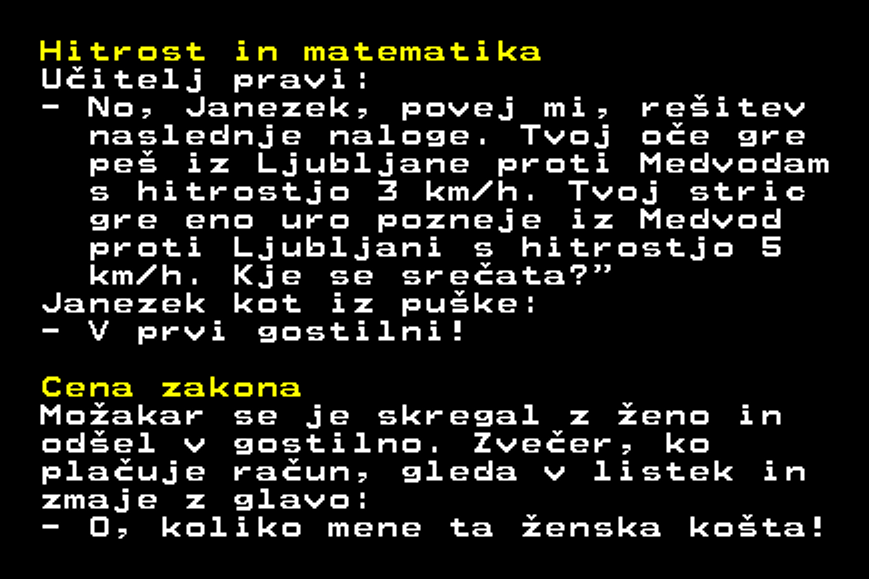 Hitrost in matematika
Učitelj pravi:
- No, Janezek, povej mi, rešitev
naslednje naloge. Tvoj oče gre
peš iz Ljubljane proti Medvodam
s hitrostjo 3 km/h. Tvoj stric
gre eno uro pozneje iz Medvod
proti Ljubljani s hitrostjo 5
km/h. Kje se srečata?”
Janezek kot iz puške:
- V prvi gostilni!
Cena zakona
Možakar se je skregal z ženo in
odšel v gostilno. Zvečer, ko
plačuje račun, gleda v listek in
zmaje z glavo:
- O, koliko mene ta ženska košta!